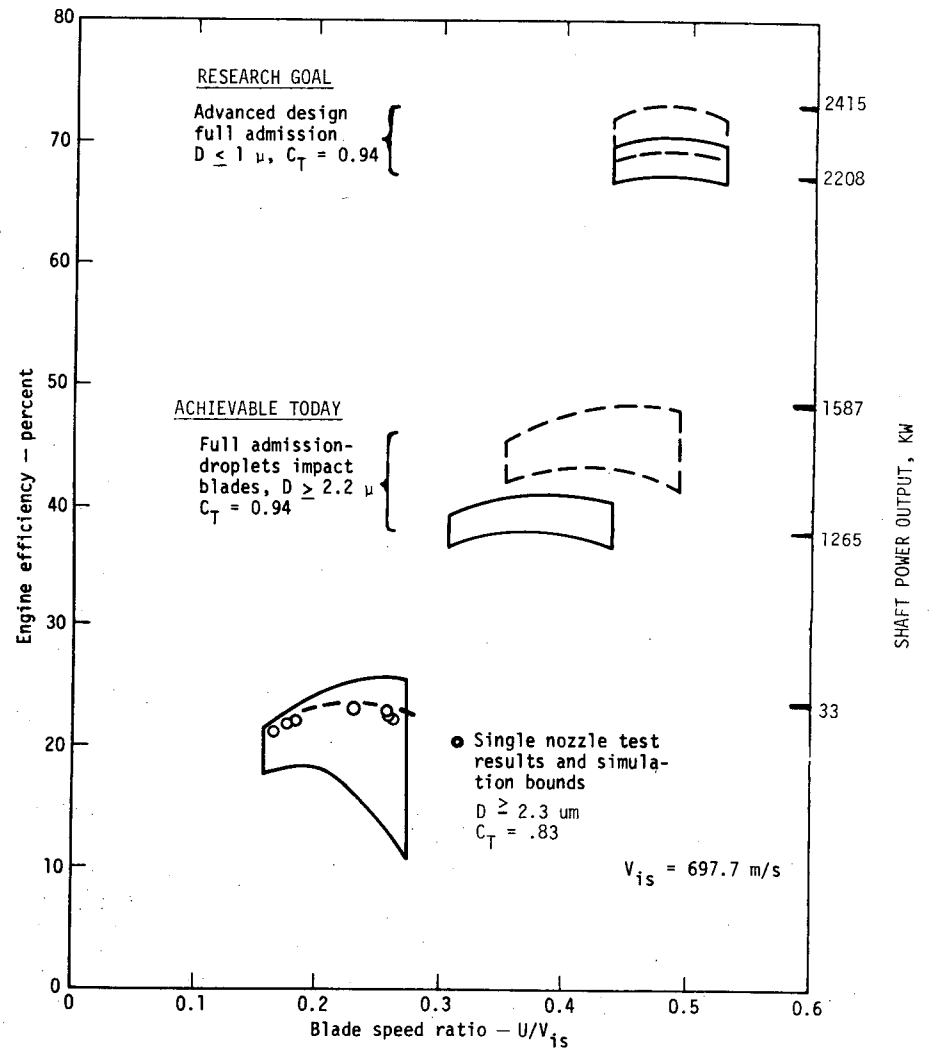 80
RESEARCH GOAL
Advanced design
full admission
D ≤ 1 μ, C_T = 0.94
2415
70
2208
60
50
ACHIEVABLE TODAY
1587
Full admission-
droplets impact
blades, D ≥ 2.2 μ
C_T = 0.94
40
1265
Engine efficiency — percent
SHAFT POWER OUTPUT, KW
30
33
20
Single nozzle test
results and simula-
tion bounds
D ≥ 2.3 um
C_T = .83
10
V_is = 697.7 m/s
0
0
0.1
0.2
0.3
0.4
0.5
0.6
Blade speed ratio — U/V_is